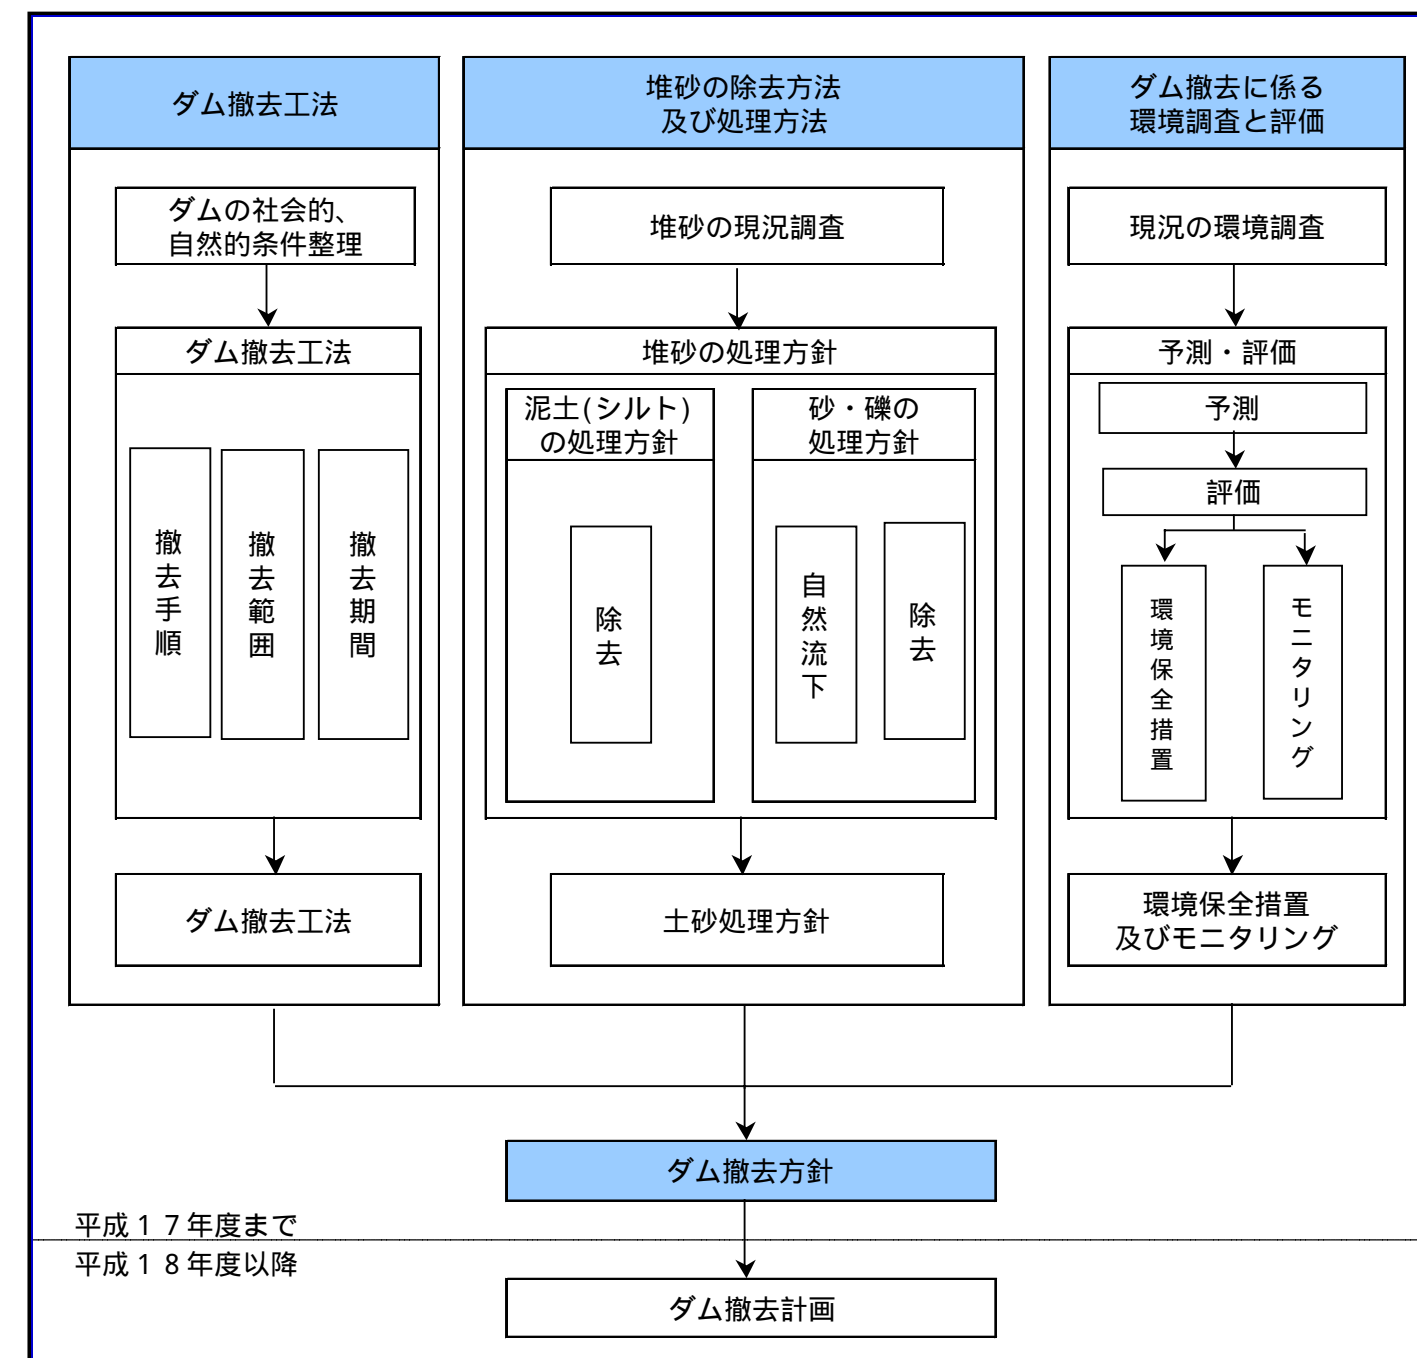 ダム撤去工法
ダムの社会的、
自然的条件整理
ダム撤去工法
撤去手順
撤去範囲
撤去期間
ダム撤去工法
堆砂の除去方法
及び処理方法
堆砂の現況調査
堆砂の処理方針
泥土(シルト)
の処理方針
除去
砂・礫の
処理方針
自然流下
除去
土砂処理方針
ダム撤去に係る
環境調査と評価
現況の環境調査
予測・評価
予測
評価
環境保全措置
モニタリング
環境保全措置
及びモニタリング
ダム撤去方針
平成１７年度まで
平成１８年度以降
ダム撤去計画